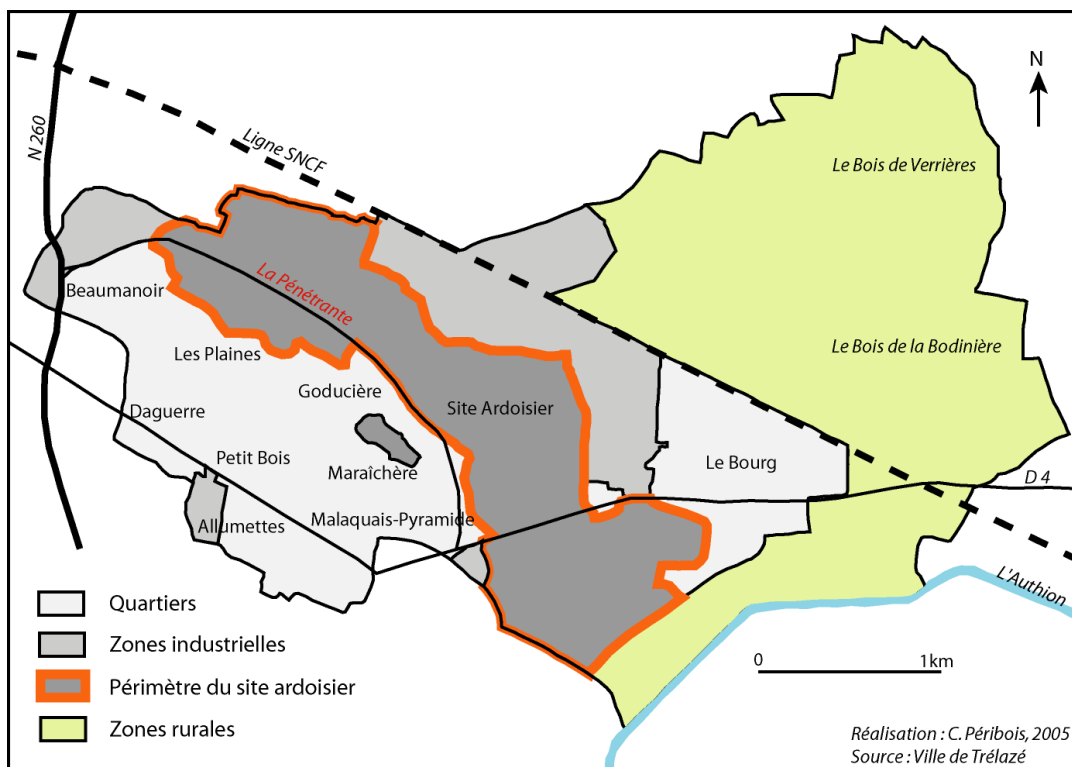 N
N 260
Ligne SNCF
Le Bois de Verrières
La Pénétrante
Beaumanoir
Le Bois de la Bodinière
Les Plaines
Goducière
Site Ardoisier
Daguerre
Petit Bois
Maraîchère
Le Bourg
D 4
Allumettes
Malaquais-Pyramide
L'Authion
Quartiers
Zones industrielles
Périmètre du site ardoisier
Zones rurales
0 1km
Réalisation : C. Péribois, 2005
Source : Ville de Trélazé